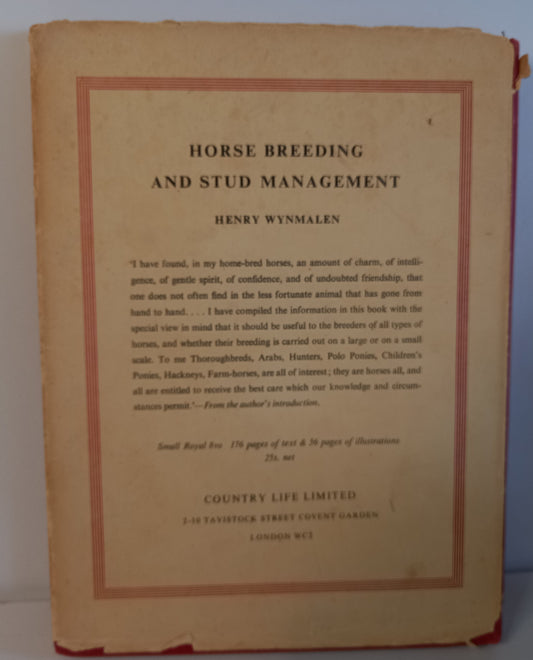 HORSE BREEDING
AND STUD MANAGEMENT
HENRY WYNMALEN
'I have found, in my home-bred horses, an amount of charm, of intelli-
gence, of gentle spirit, of confidence, and of undoubted friendship, that
one does not often find in the less fortunate animal that has gone from
hand to hand. . . . I have compiled the information in this book with the
special view in mind that it should be useful to the breeders of all types of
horses, and whether their breeding is carried out on a large or on a small
scale. To me Thoroughbreds, Arabs, Hunters, Polo Ponies, Children's
Ponies, Hackneys, Farm-horses, are all of interest; they are horses all, and
all are entitled to receive the best care which our knowledge and circum-
stances permit.'—From the author's introduction.
Small Royal 8vo 176 pages of text & 56 pages of illustrations
25s. net
COUNTRY LIFE LIMITED
2-10 TAVISTOCK STREET COVENT GARDEN
LONDON WC2